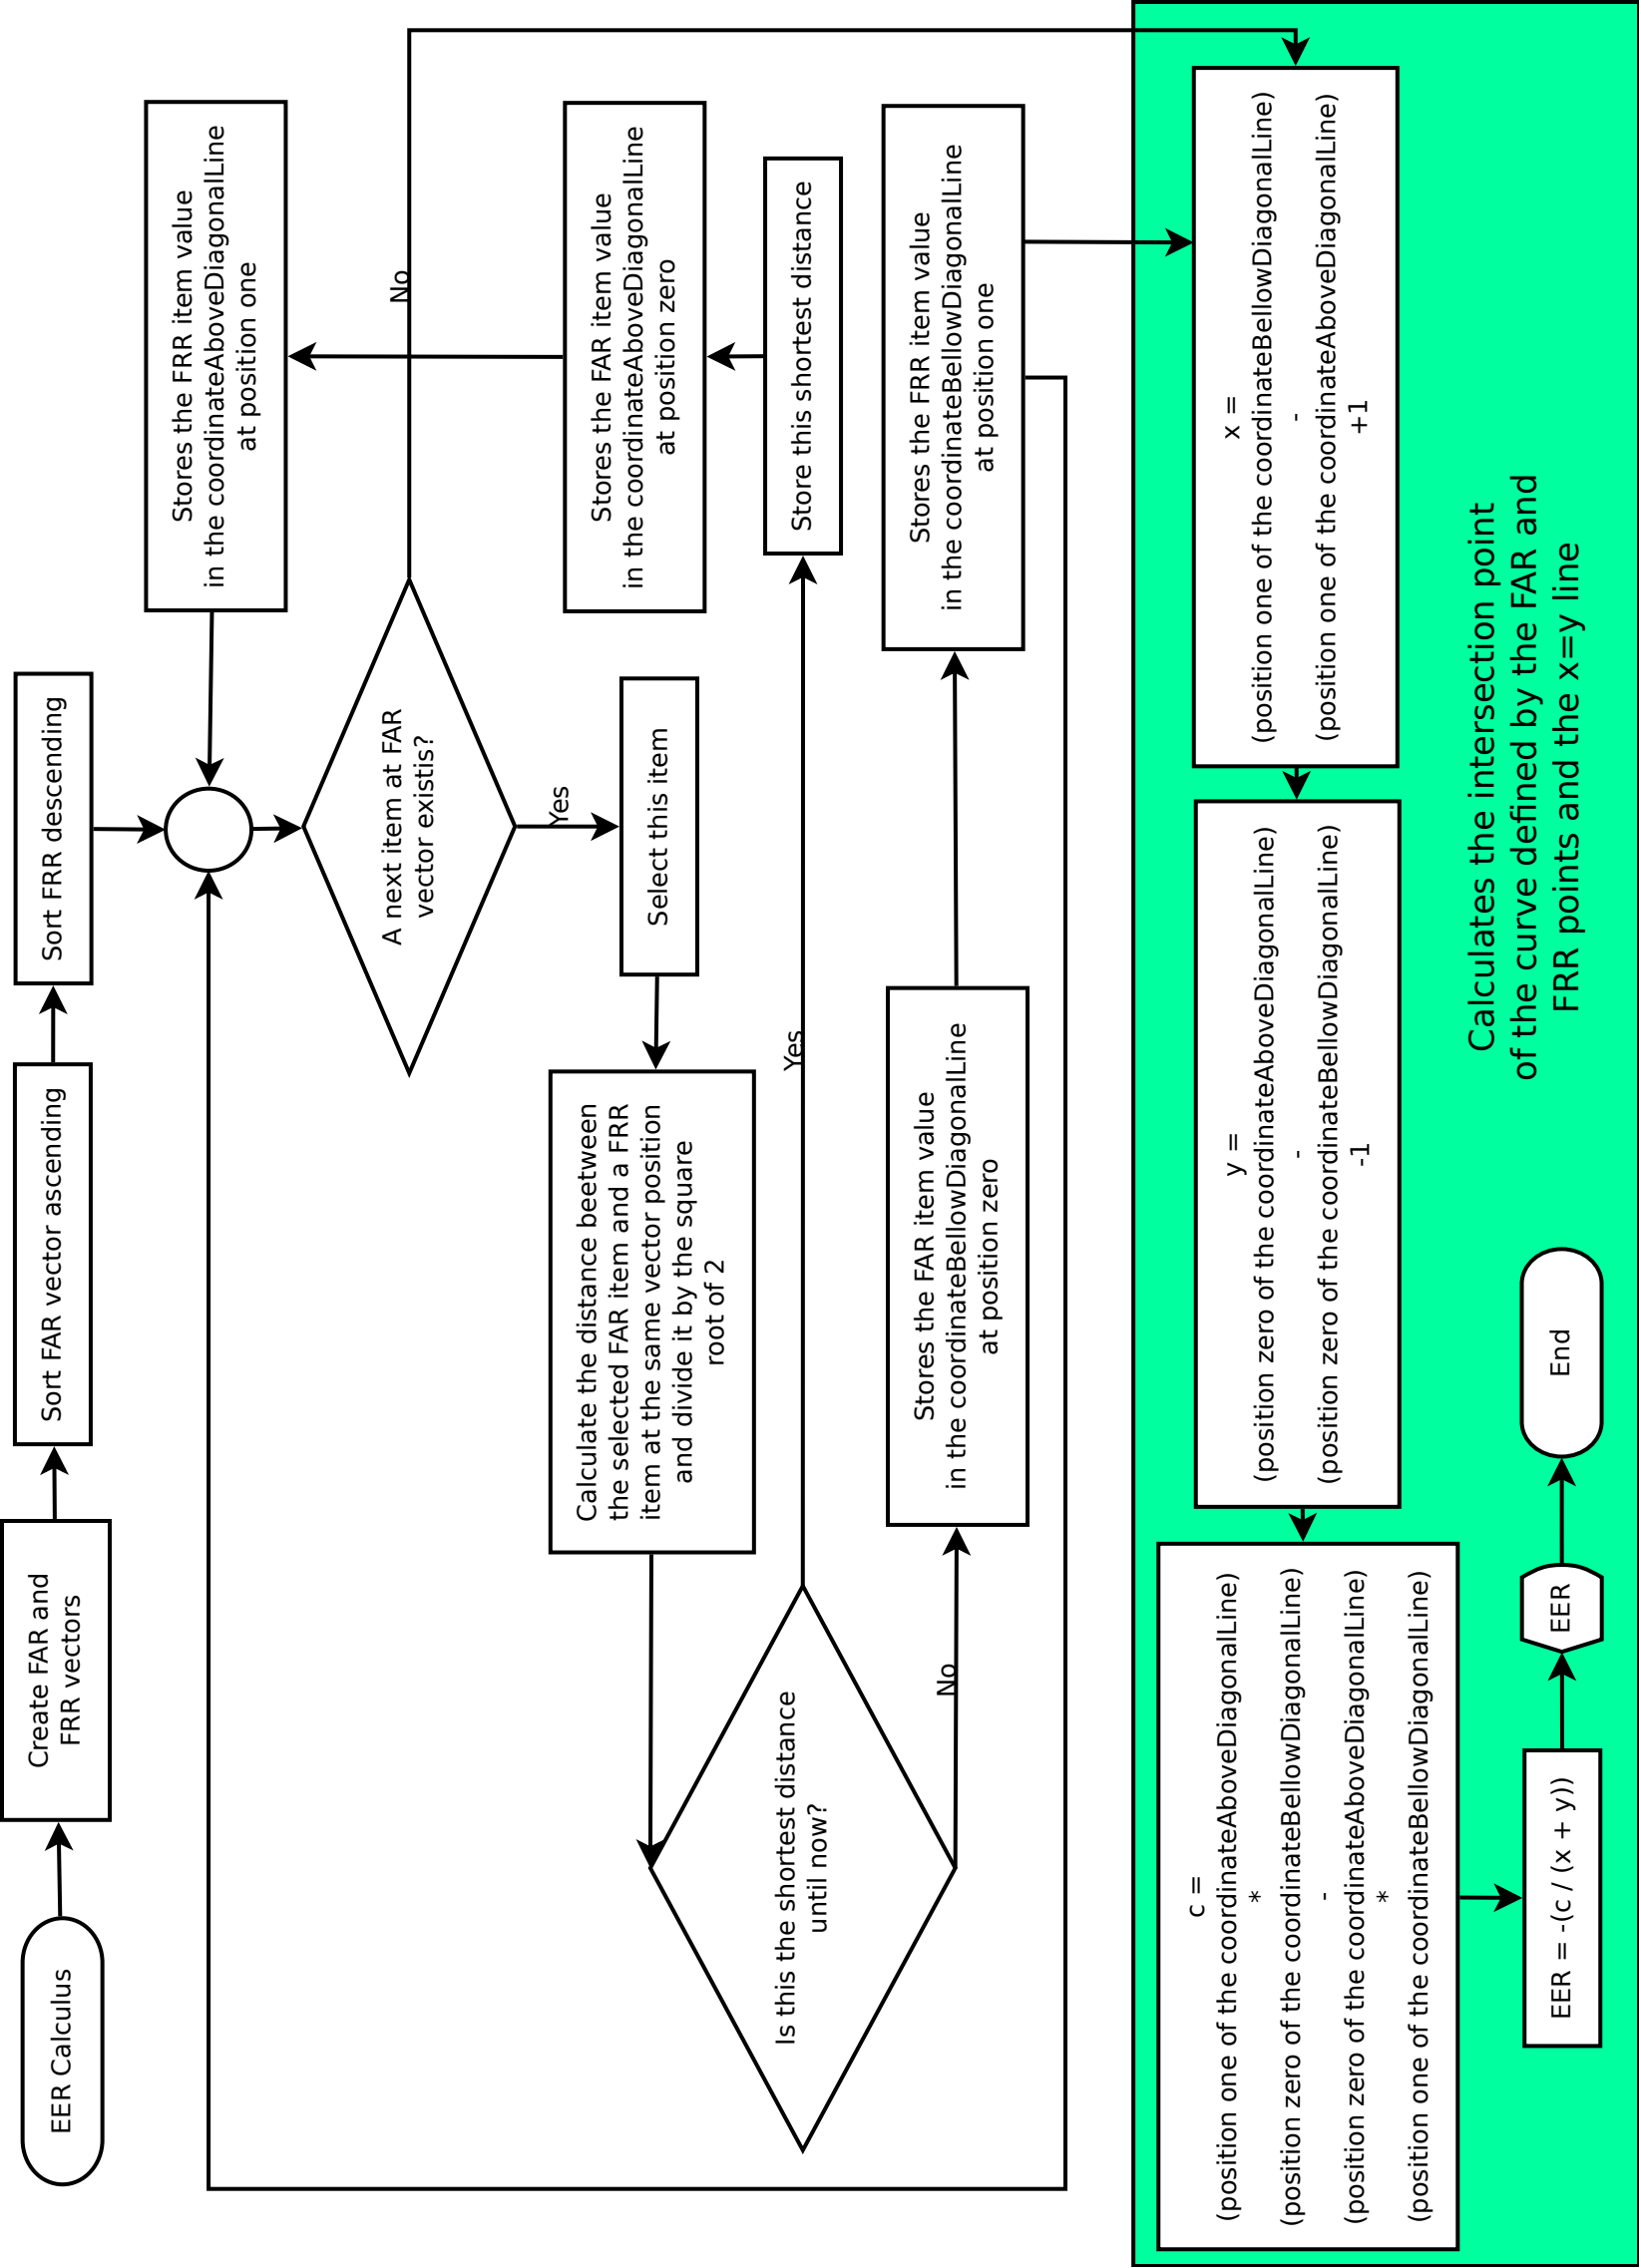 EER Calculus
Create FAR and
FRR vectors
Sort FAR vector ascending
Sort FRR descending
Stores the FRR item value
in the coordinateAboveDiagonalLine
at position one
A next item at FAR
vector existis?
No
Yes
Select this item
Stores the FAR item value
in the coordinateAboveDiagonalLine
at position zero
Calculate the distance beetween
the selected FAR item and a FRR
item at the same vector position
and divide it by the square
root of 2
Is this the shortest distance
until now?
Yes
Store this shortest distance
No
Stores the FAR item value
in the coordinateBellowDiagonalLine
at position zero
Stores the FRR item value
in the coordinateBellowDiagonalLine
at position one
x =
(position one of the coordinateBellowDiagonalLine)
-
(position one of the coordinateAboveDiagonalLine)
+1
y =
(position zero of the coordinateAboveDiagonalLine)
-
(position zero of the coordinateBellowDiagonalLine)
-1
c =
(position one of the coordinateAboveDiagonalLine)
*
(position zero of the coordinateBellowDiagonalLine)
-
(position zero of the coordinateAboveDiagonalLine)
*
(position one of the coordinateBellowDiagonalLine)
EER = -(c / (x + y))
EER
End
Calculates the intersection point
of the curve defined by the FAR and
FRR points and the x=y line